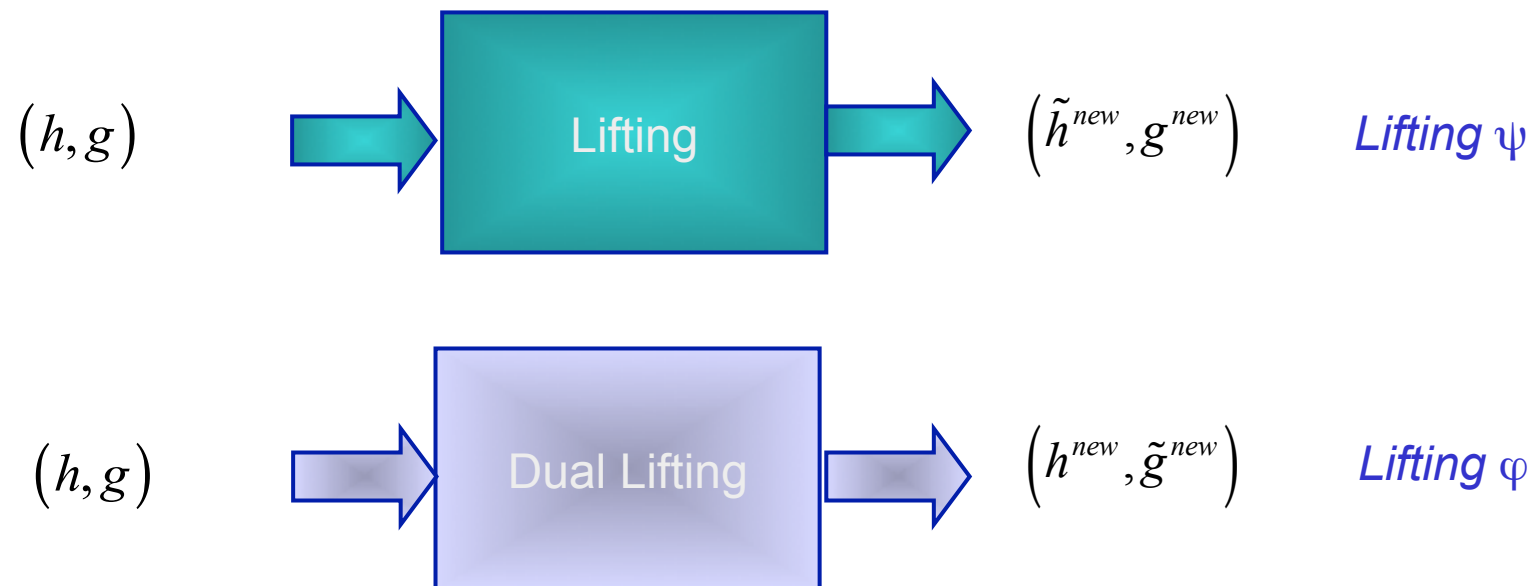 (h, g) Lifting (h̃^new, g^new) Lifting ψ
(h, g) Dual Lifting (h^new, g̃^new) Lifting φ